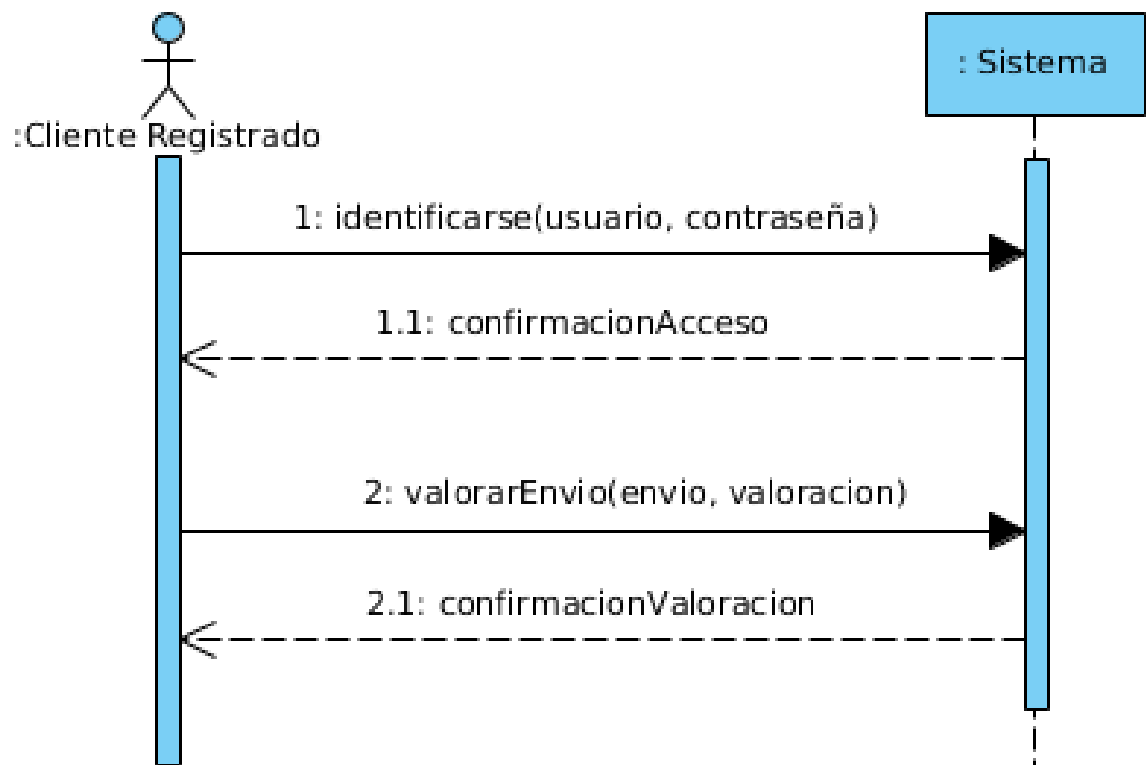 : Sistema
:Cliente Registrado
1: identificarse(usuario, contraseña)
1.1: confirmacionAcceso
2: valorarEnvio(envio, valoracion)
2.1: confirmacionValoracion